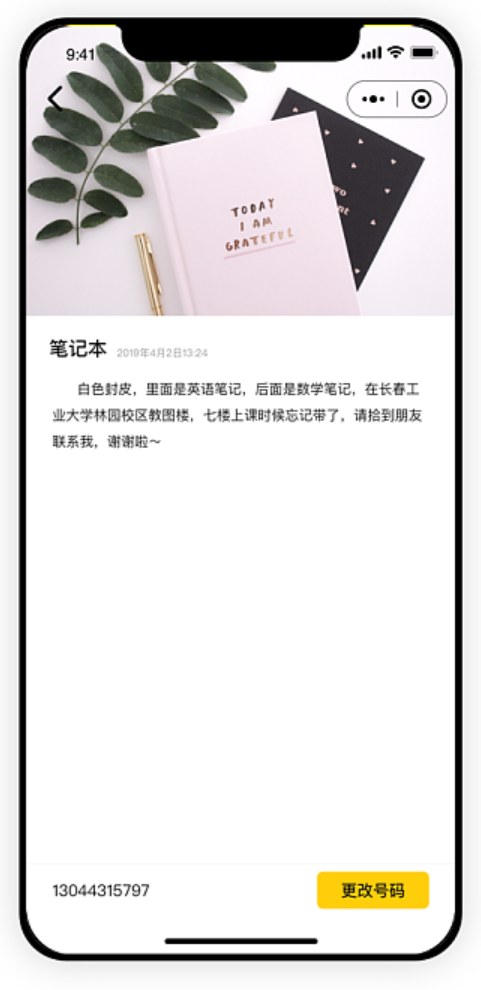 9:41
TODAY
I AM
GRATEFUL
wo
nt
笔记本 2019年4月2日13:24
白色封皮，里面是英语笔记，后面是数学笔记，在长春工
业大学林园校区教图楼，七楼上课时候忘记带了，请拾到朋友
联系我，谢谢啦～
13044315797 更改号码